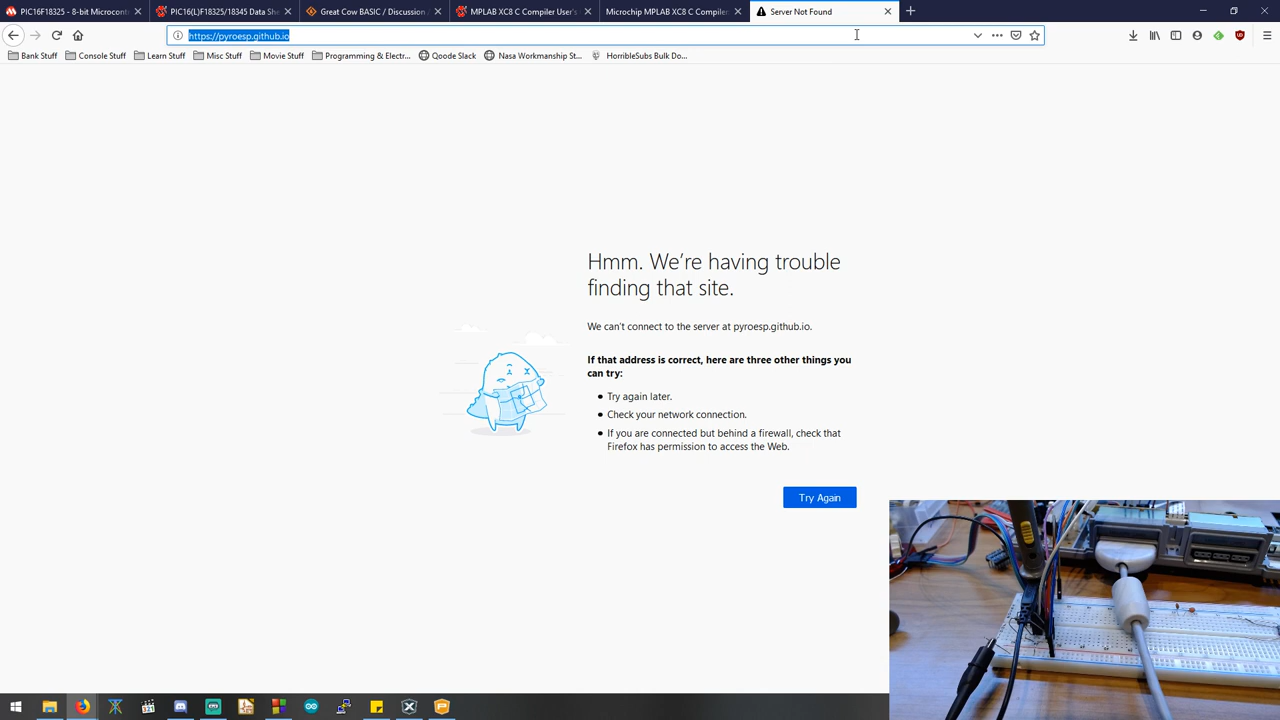 PIC16F18325 - 8-bit Microcont
PIC16(L)F18325/18345 Data She
Great Cow BASIC / Discussion /
MPLAB XC8 C Compiler User's
Microchip MPLAB XC8 C Compiler
Server Not Found
https://pyroesp.github.io
Bank Stuff
Console Stuff
Learn Stuff
Misc Stuff
Movie Stuff
Programming & Electr...
Qoode Slack
Nasa Workmanship St...
HorribleSubs Bulk Do...
Hmm. We're having trouble
finding that site.
We can't connect to the server at pyroesp.github.io.
If that address is correct, here are three other things you
can try:
Try again later.
Check your network connection.
If you are connected but behind a firewall, check that
Firefox has permission to access the Web.
Try Again